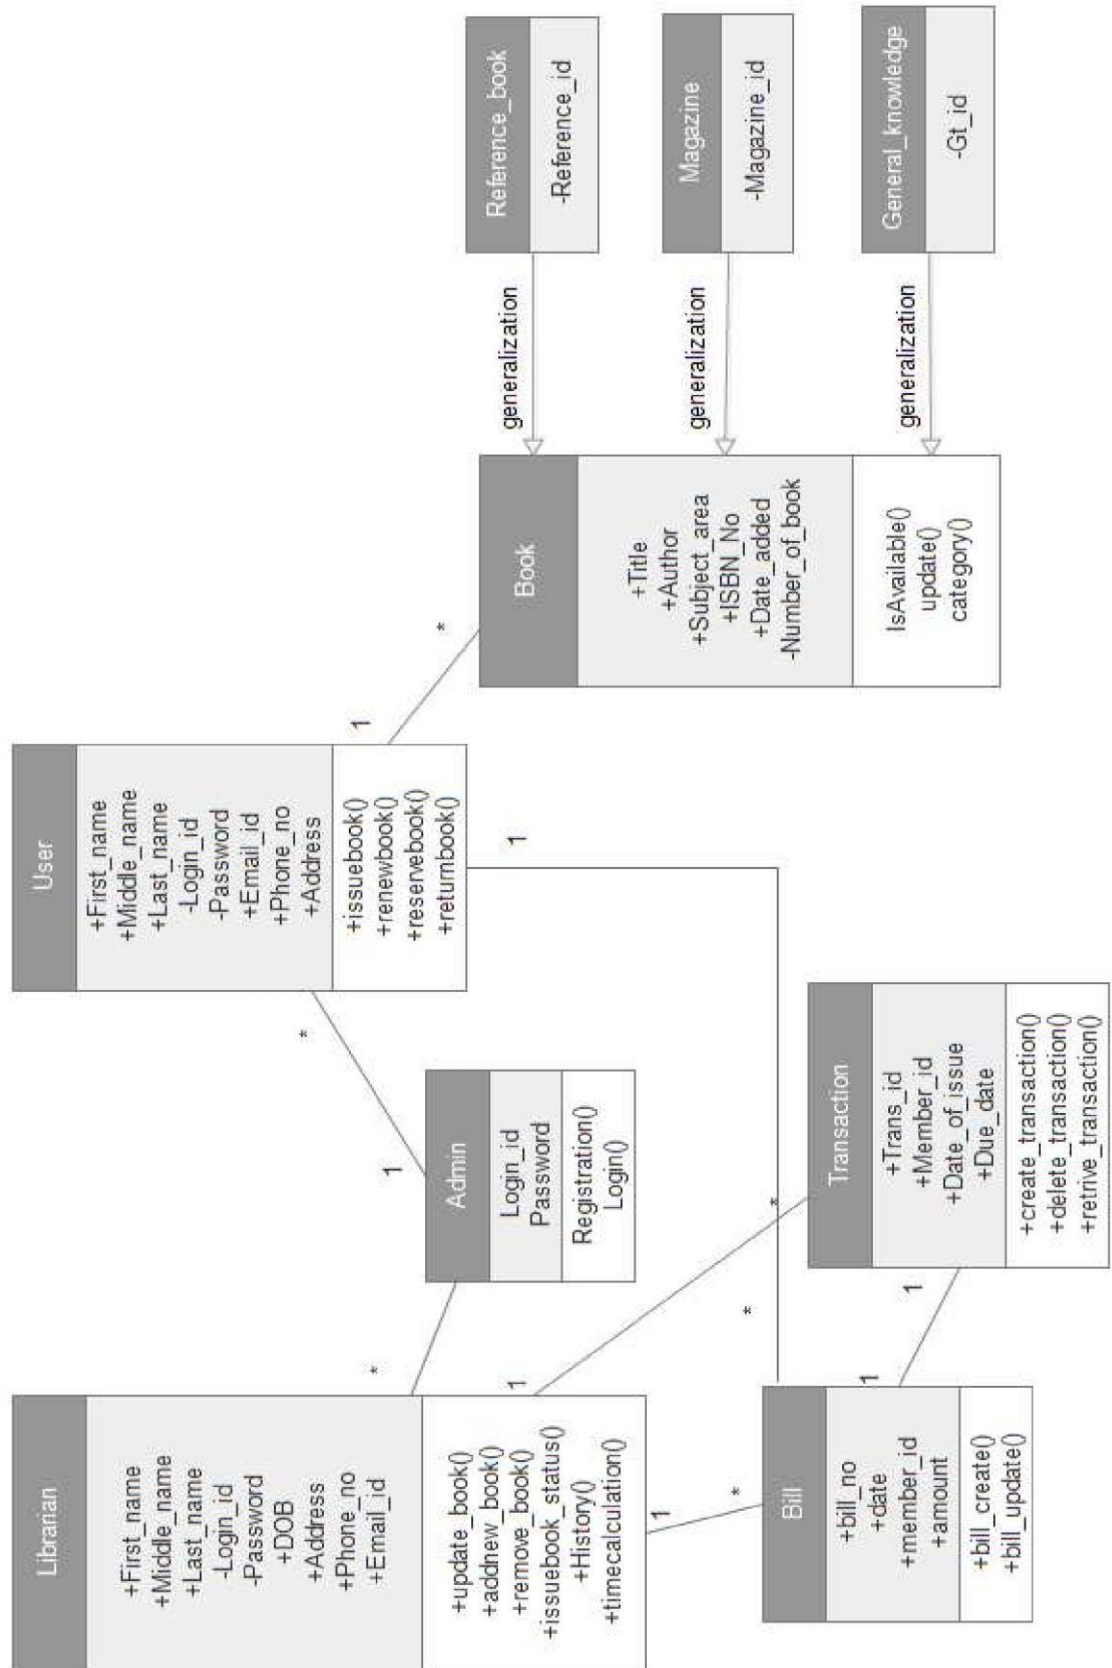 Librarian
+First_name
+Middle_name
+Last_name
-Login_id
-Password
+DOB
+Address
+Phone_no
+Email_id
+update_book()
+addnew_book()
+remove_book()
+issuebook_status()
+History()
+timecalculation()
*
1
1
*
Admin
Login_id
Password
Registration()
Login()
1
*
User
+First_name
+Middle_name
+Last_name
-Login_id
-Password
+Email_id
+Phone_no
+Address
+issuebook()
+renewbook()
+reservebook()
+returnbook()
1
*
1
*
*
Bill
+bill_no
+date
+member_id
+amount
+bill_create()
+bill_update()
1
1
Transaction
+Trans_id
+Member_id
+Date_of_issue
+Due_date
+create_transaction()
+delete_transaction()
+retrive_transaction()
Book
+Title
+Author
+Subject_area
+ISBN_No
+Date_added
-Number_of_book
IsAvailable()
update()
category()
generalization
generalization
generalization
Reference_book
-Reference_id
Magazine
-Magazine_id
General_knowledge
-Gt_id